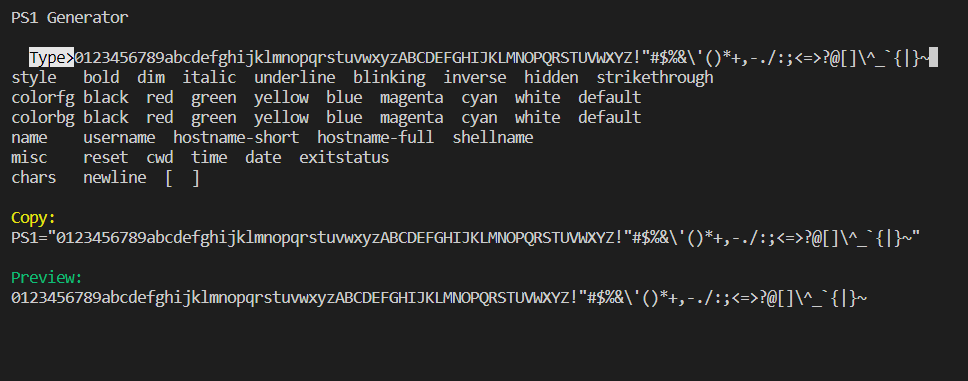 PS1 Generator
Type>0123456789abcdefghijklmnopqrstuvwxyzABCDEFGHIJKLMNOPQRSTUVWXYZ!"#$%&\'()*+,-./:;<=>?@[]\^_`{|}~
style bold dim italic underline blinking inverse hidden strikethrough
colorfg black red green yellow blue magenta cyan white default
colorbg black red green yellow blue magenta cyan white default
name username hostname-short hostname-full shellname
misc reset cwd time date exitstatus
chars newline [ ]
Copy:
PS1="0123456789abcdefghijklmnopqrstuvwxyzABCDEFGHIJKLMNOPQRSTUVWXYZ!"#$%&\'()*+,-./:;<=>?@[]\^_`{|}~"
Preview:
0123456789abcdefghijklmnopqrstuvwxyzABCDEFGHIJKLMNOPQRSTUVWXYZ!"#$%&\'()*+,-./:;<=>?@[]\^_`{|}~